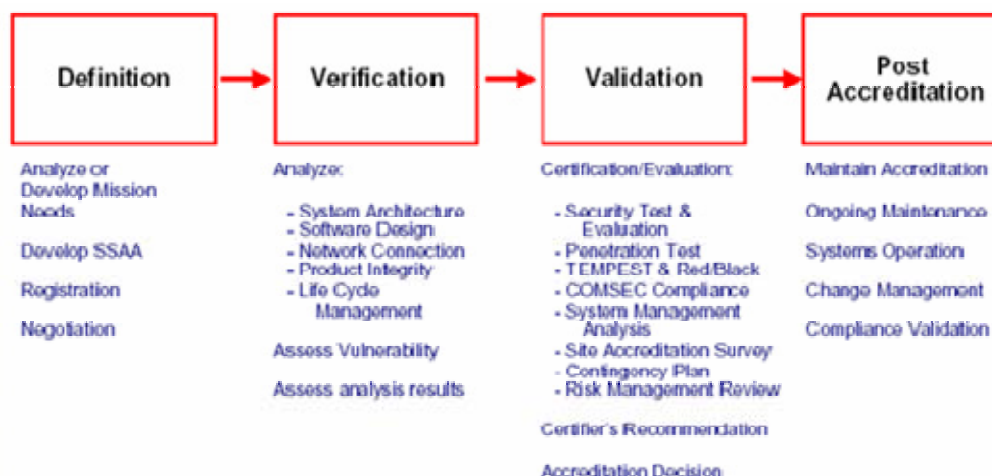 Definition
Verification
Validation
Post
Accreditation
Analyze or
Develop Mission
Needs
Develop SSAA
Registration
Negotiation
Analyze:
- System Architecture
- Software Design
- Network Connection
- Product Integrity
- Life Cycle
Management
Assess Vulnerability
Assess analysis results
Certification/Evaluation:
- Security Test &
Evaluation
- Penetration Test
- TEMPEST & Red/Black
- COMSEC Compliance
- System Management
Analysis
- Site Accreditation Survey
- Contingency Plan
- Risk Management Review
Certifier's Recommendation
Accreditation Decision
Maintain Accreditation
Ongoing Maintenance
Systems Operation
Change Management
Compliance Validation